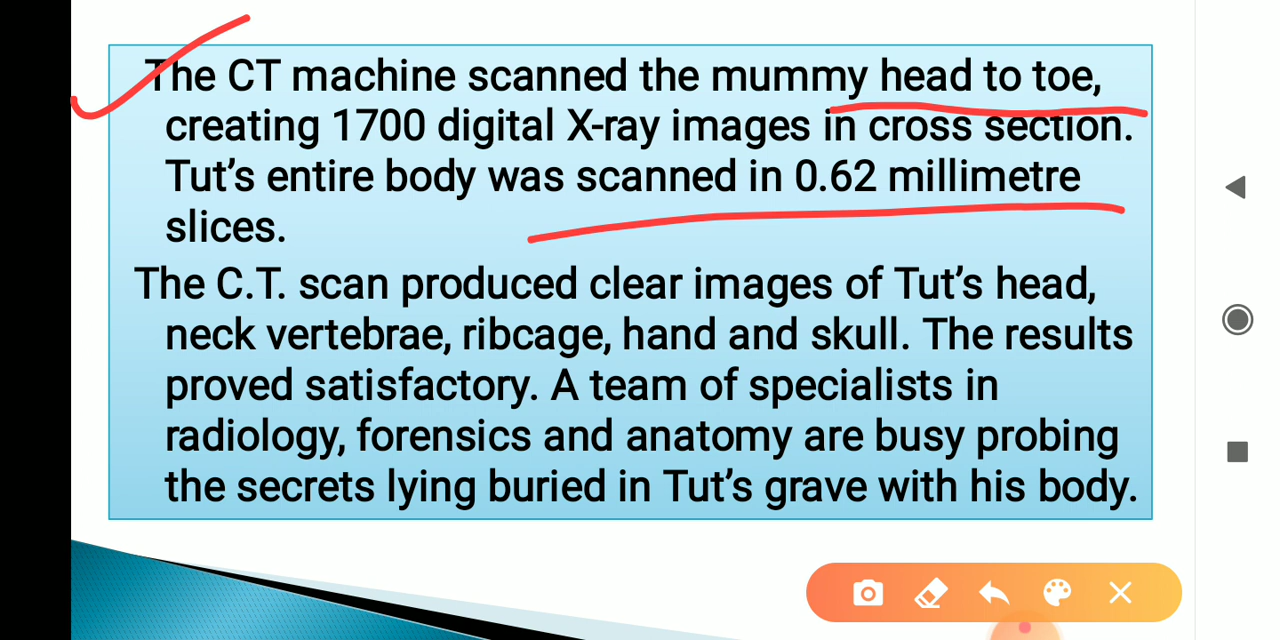 The CT machine scanned the mummy head to toe,
creating 1700 digital X-ray images in cross section.
Tut's entire body was scanned in 0.62 millimetre
slices.
The C.T. scan produced clear images of Tut's head,
neck vertebrae, ribcage, hand and skull. The results
proved satisfactory. A team of specialists in
radiology, forensics and anatomy are busy probing
the secrets lying buried in Tut's grave with his body.